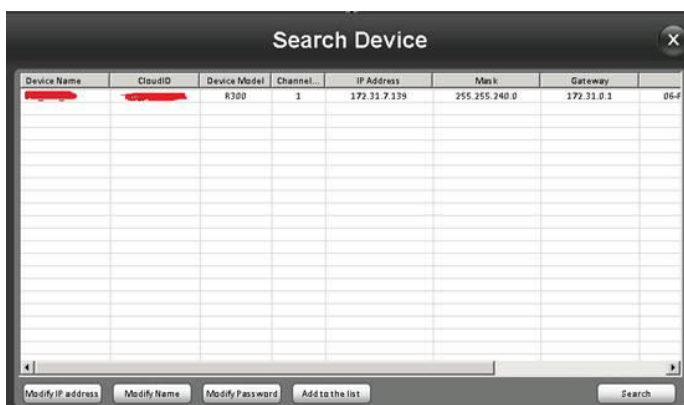 Search Device
X
Device Name CloudID Device Model Channel... IP Address Mask Gateway
R300 1 172.31.7.139 255.255.240.0 172.31.0.1
Modify IP address Modify Name Modify Password Add to the list Search